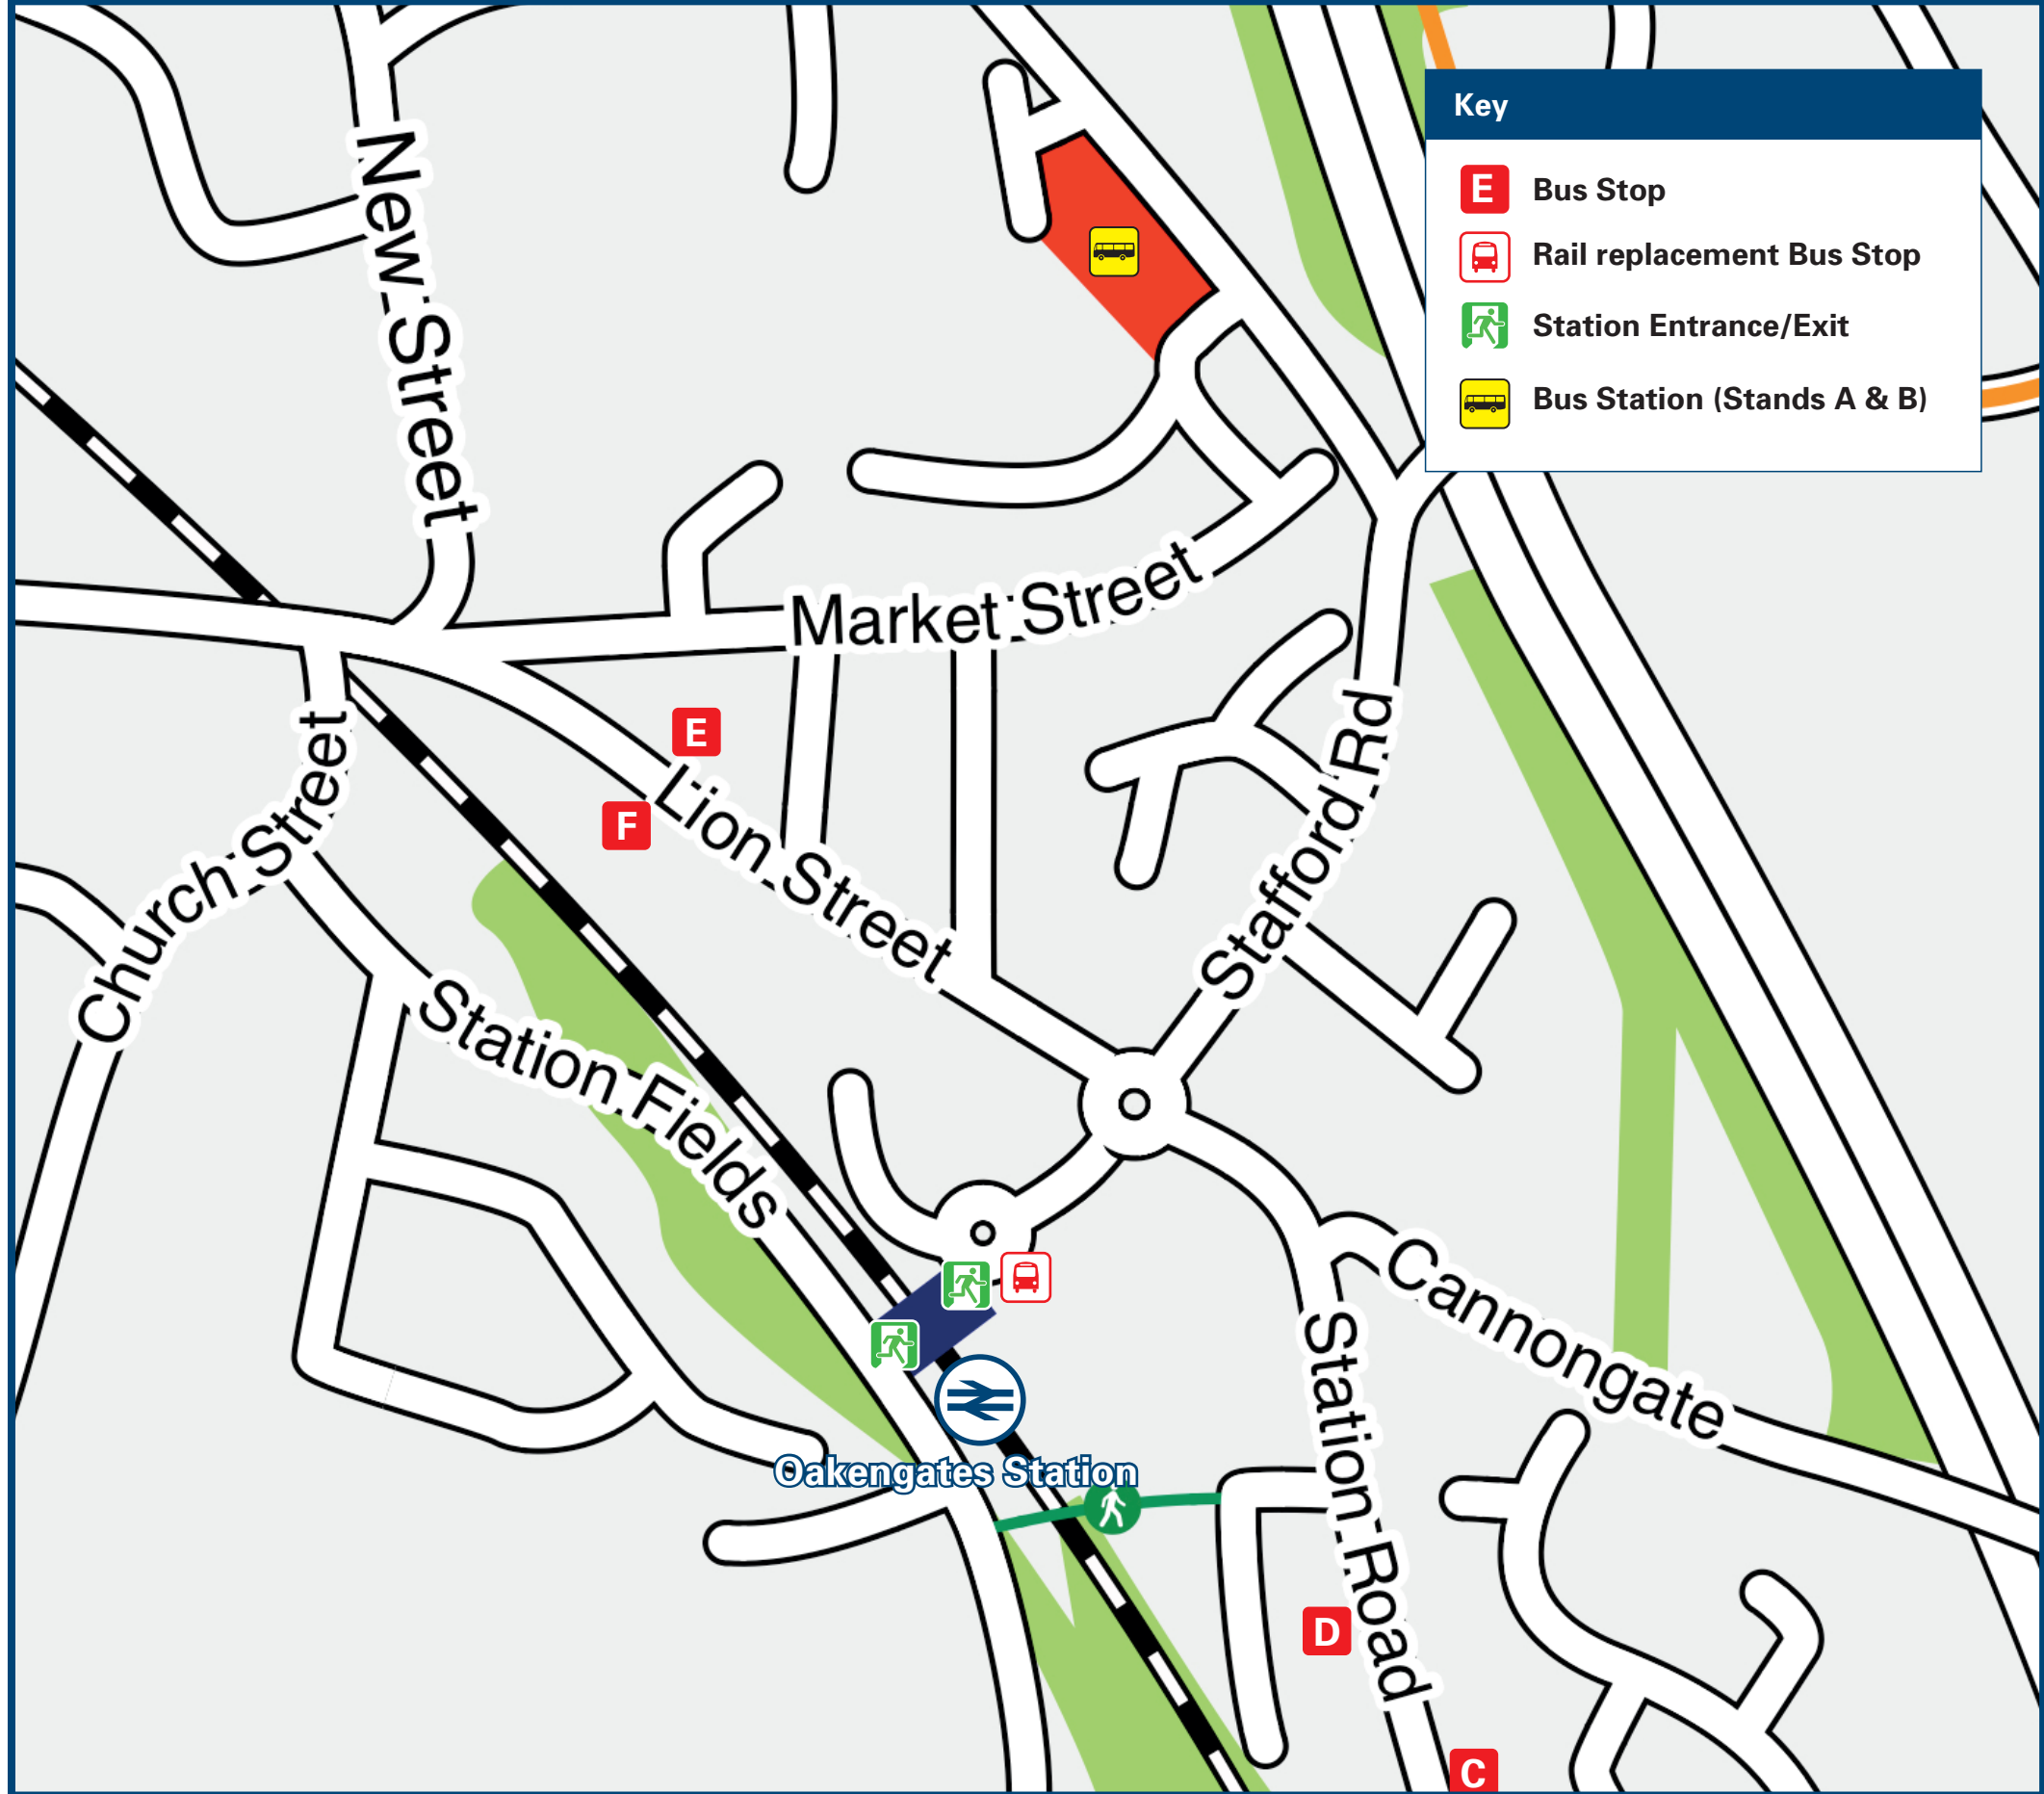 Key
E Bus Stop
Rail replacement Bus Stop
Station Entrance/Exit
Bus Station (Stands A & B)
New Street
Market Street
E
F
Lion Street
Stafford Rd
Church Street
Station Fields
Cannongate
Station Road
Oakengates Station
D
C